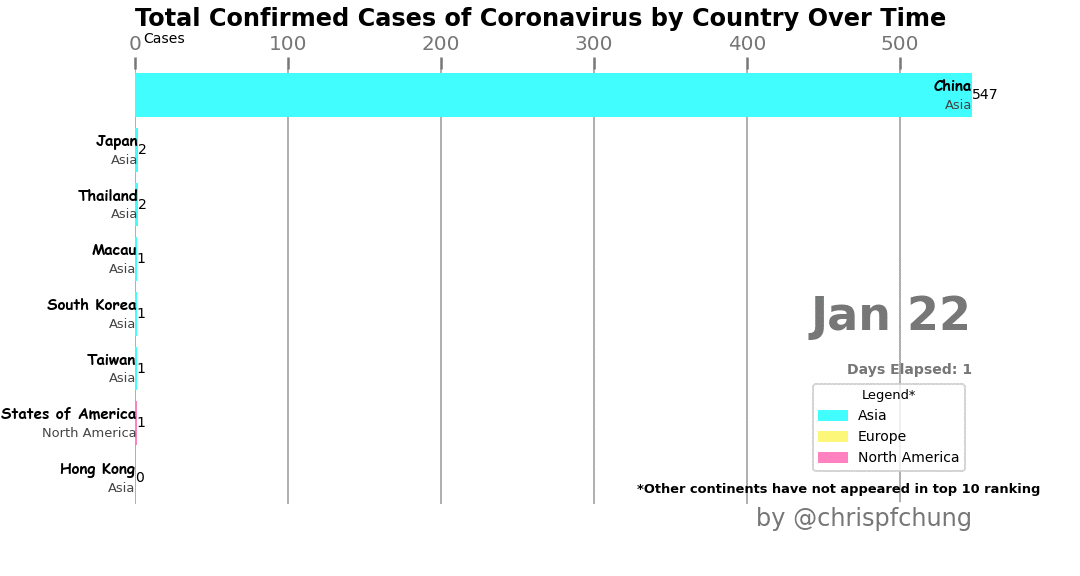 Total Confirmed Cases of Coronavirus by Country Over Time
0 Cases 100 200 300 400 500
China 547
Asia
Japan 2
Asia
Thailand 2
Asia
Macau 1
Asia
South Korea 1
Asia
Taiwan 1
Asia
States of America 1
North America
Hong Kong 0
Asia
Jan 22
Days Elapsed: 1
Legend*
Asia
Europe
North America
*Other continents have not appeared in top 10 ranking
by @chrispfchung